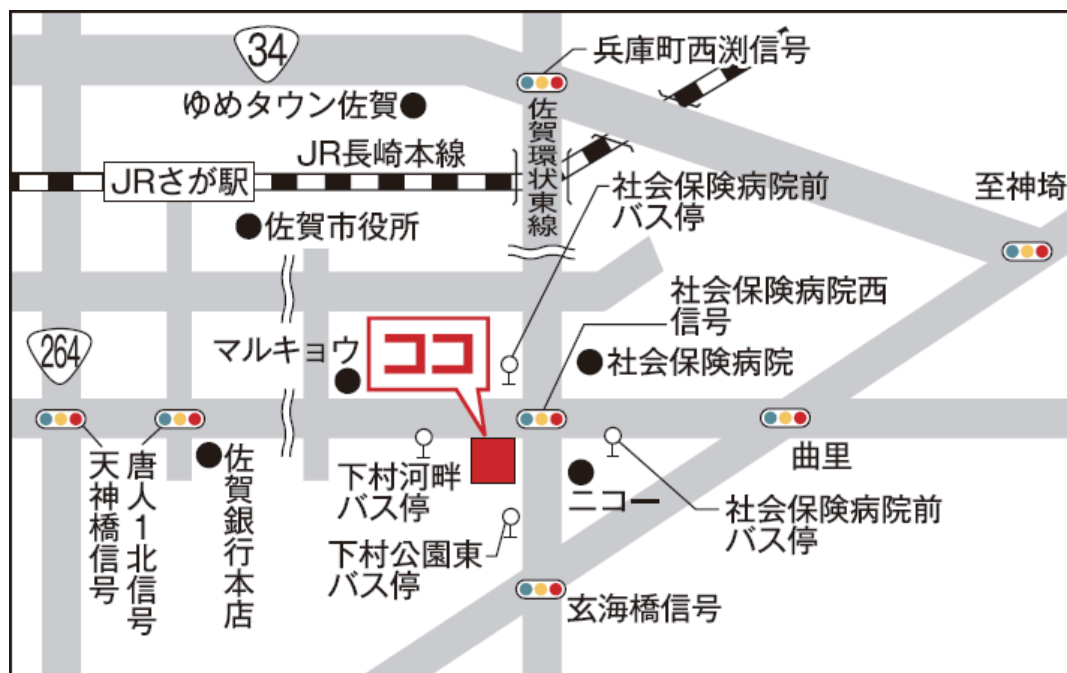 34
兵庫町西渕信号
ゆめタウン佐賀
佐賀環状東線
JR長崎本線
JRさが駅
社会保険病院前
バス停
至神埼
佐賀市役所
社会保険病院西
信号
264
マルキョウ
ココ
社会保険病院
天神橋信号
唐人1北信号
佐賀銀行本店
下村河畔
バス停
ニコー
曲里
社会保険病院前
バス停
下村公園東
バス停
玄海橋信号